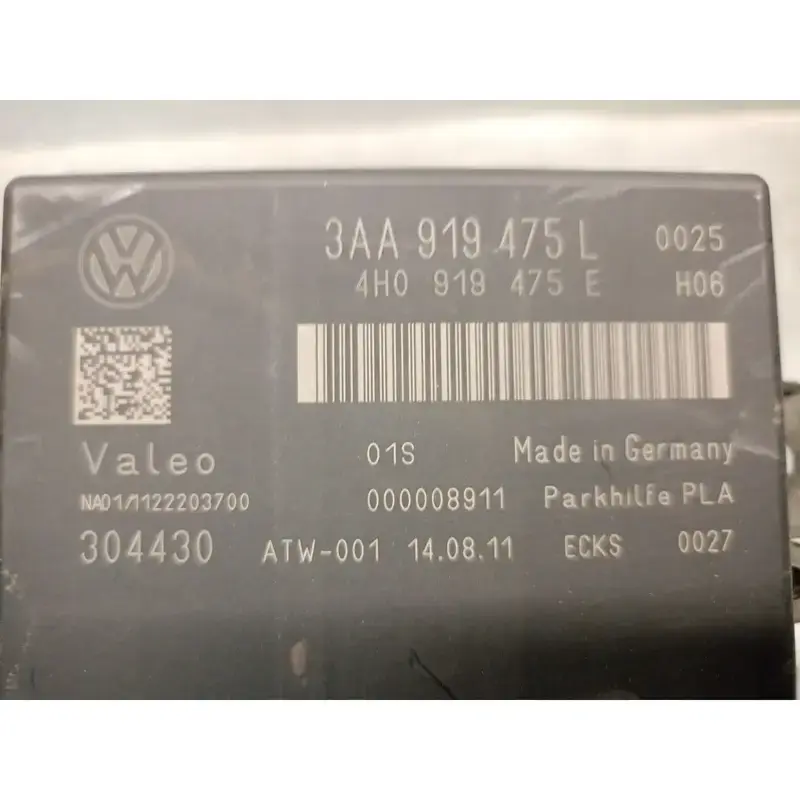 3AA 919 475 L 0025
4H0 919 475 E H06
Valeo 01S Made in Germany
NA01/1122203700 000008911 Parkhilfe PLA
304430 ATW-001 14.08.11 ECKS 0027